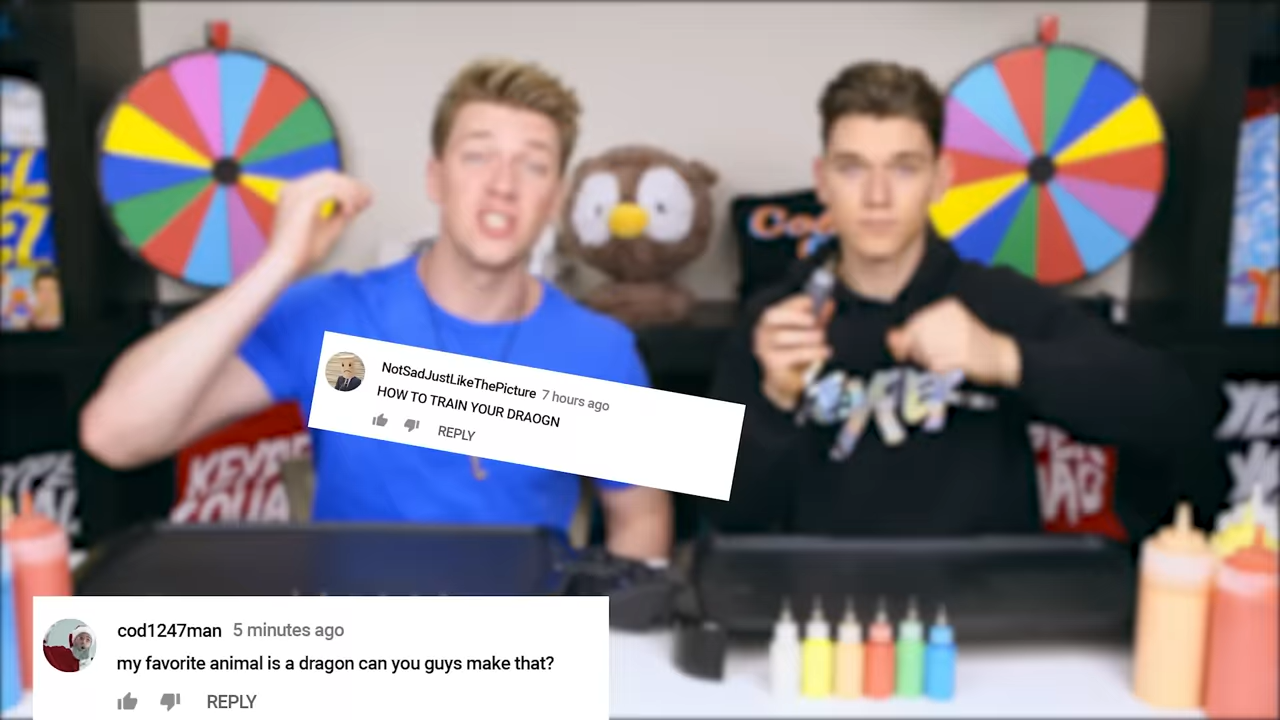 NotSadJustLikeThePicture 7 hours ago
HOW TO TRAIN YOUR DRAOGN
REPLY
cod1247man 5 minutes ago
my favorite animal is a dragon can you guys make that?
REPLY